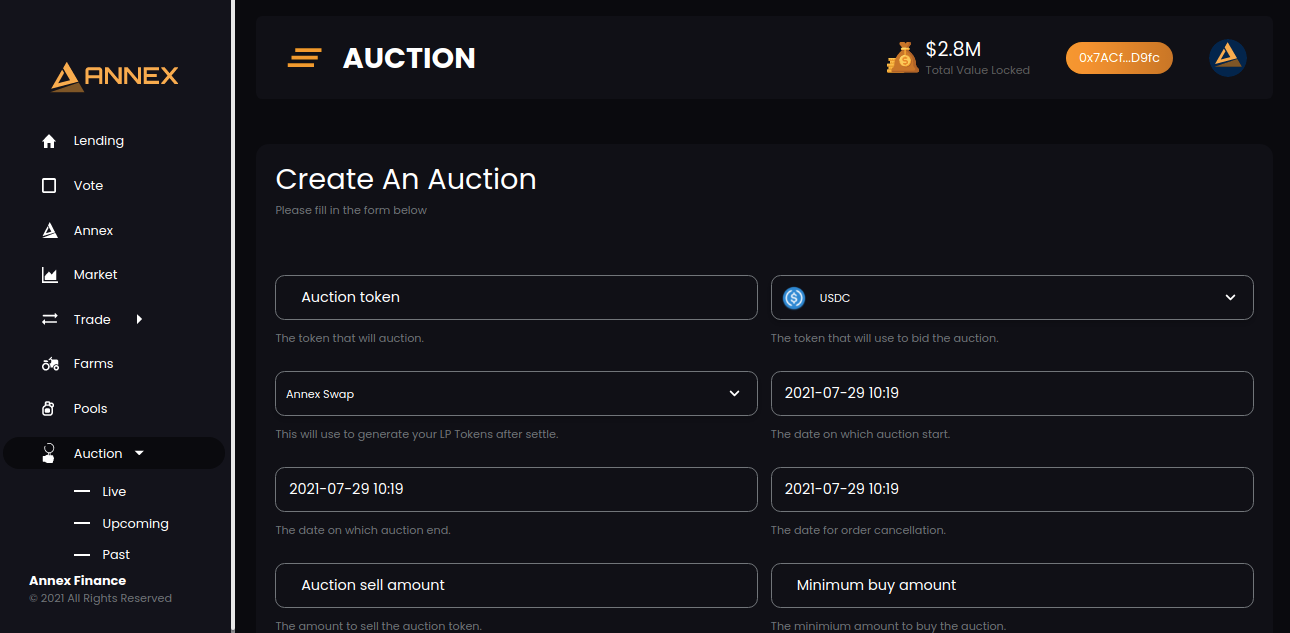 ANNEX
Lending
Vote
Annex
Market
Trade
Farms
Pools
Auction
Live
Upcoming
Past
Annex Finance
© 2021 All Rights Reserved
AUCTION
$2.8M
Total Value Locked
0x7ACf...D9fc
Create An Auction
Please fill in the form below
Auction token
USDC
The token that will auction.
The token that will use to bid the auction.
Annex Swap
2021-07-29 10:19
This will use to generate your LP Tokens after settle.
The date on which auction start.
2021-07-29 10:19
2021-07-29 10:19
The date on which auction end.
The date for order cancellation.
Auction sell amount
Minimum buy amount
The amount to sell the auction token.
The minimium amount to buy the auction.